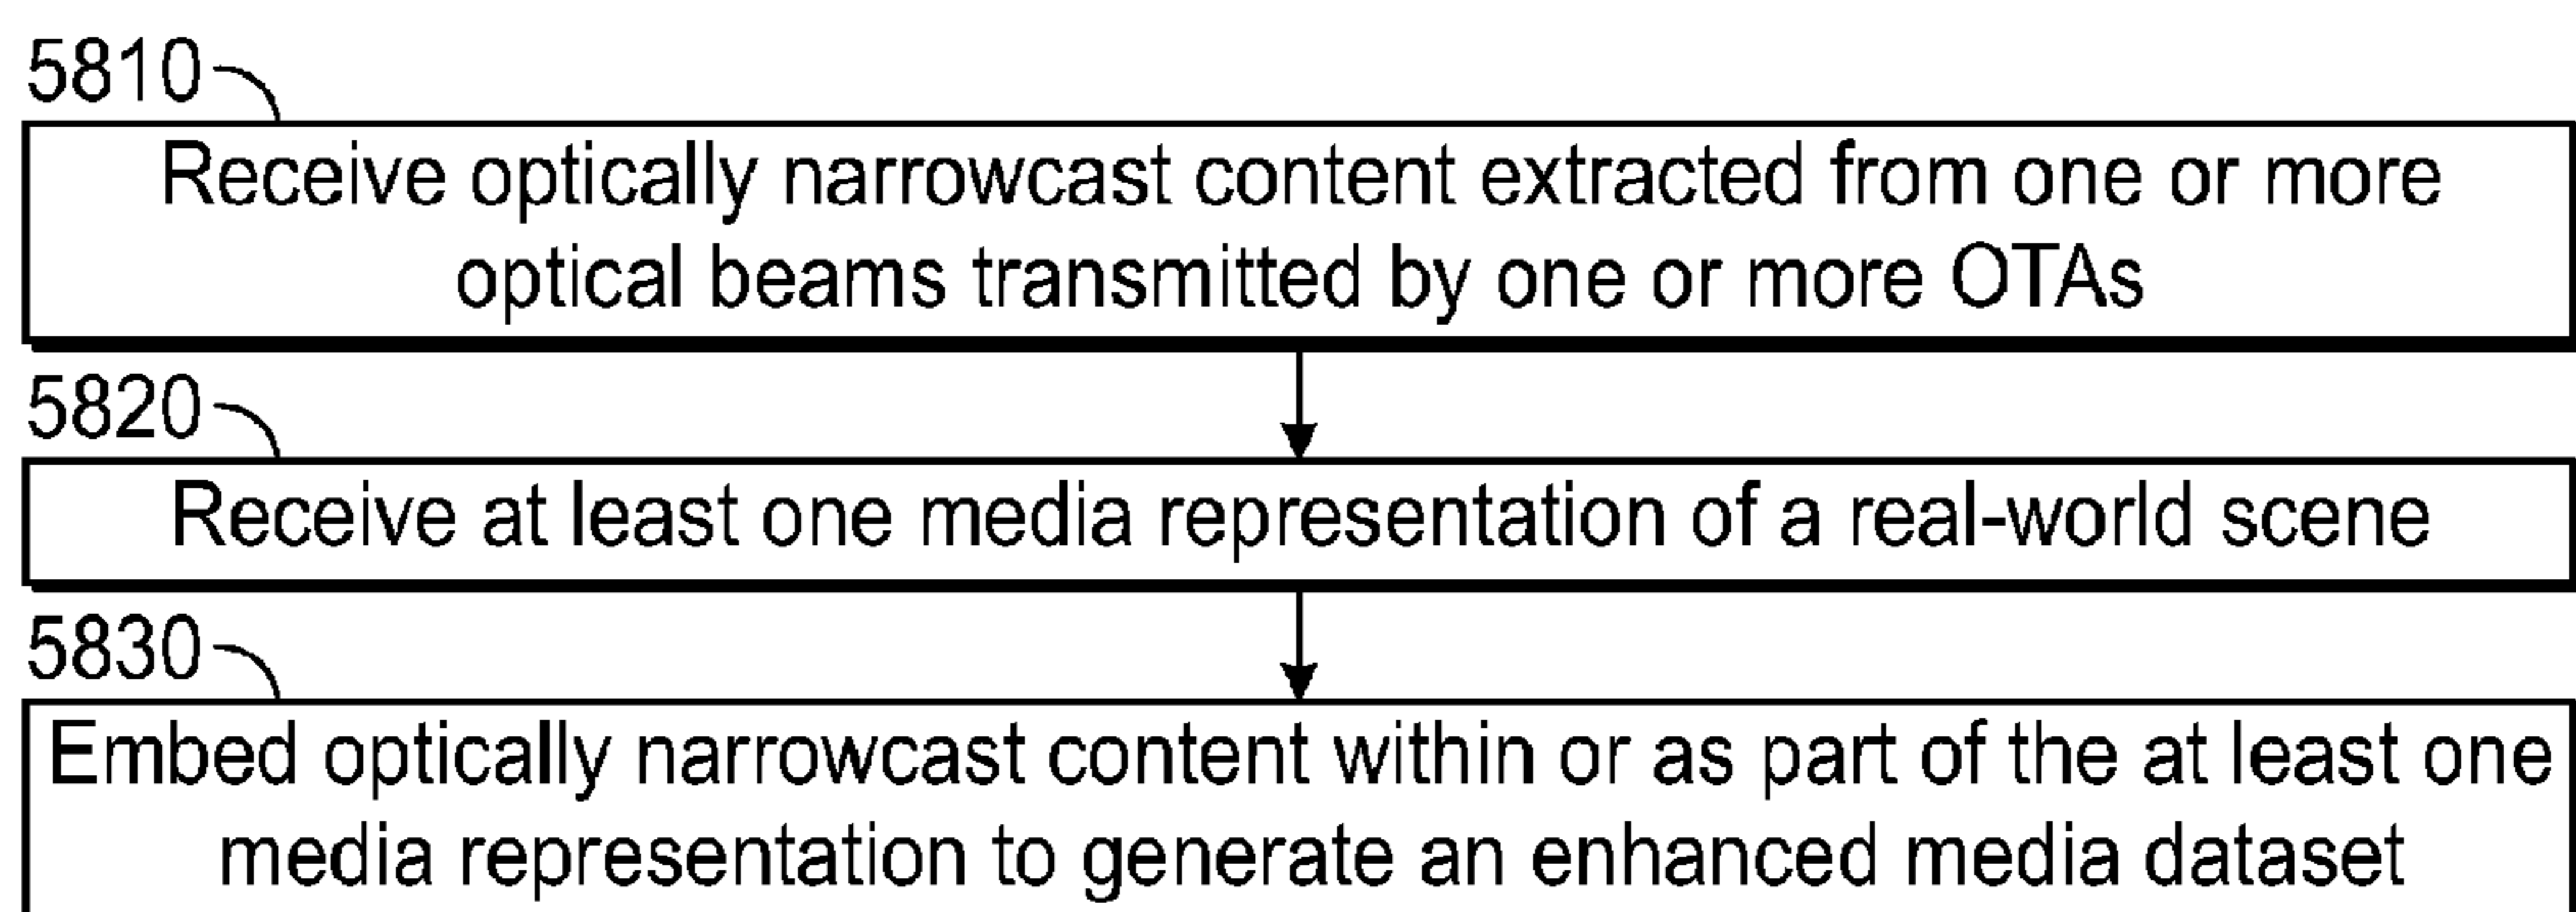 5810
Receive optically narrowcast content extracted from one or more
optical beams transmitted by one or more OTAs
5820
Receive at least one media representation of a real-world scene
5830
Embed optically narrowcast content within or as part of the at least one
media representation to generate an enhanced media dataset